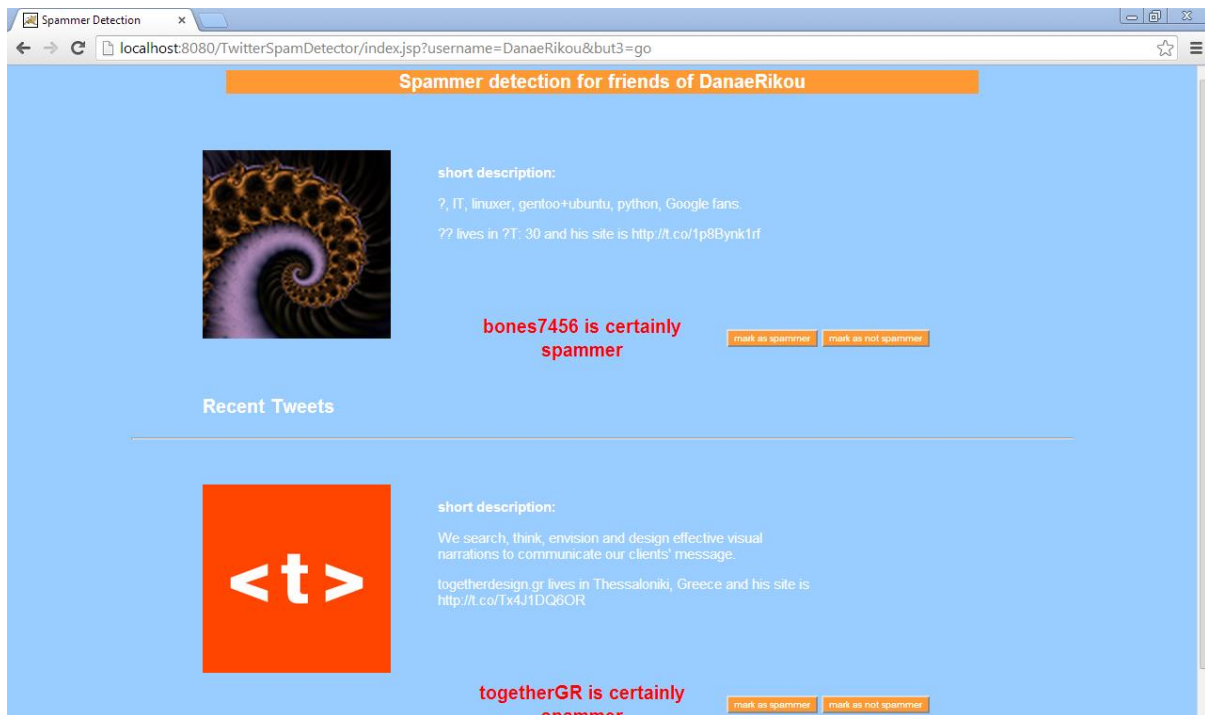 Spammer Detection
localhost:8080/TwitterSpamDetector/index.jsp?username=DanaeRikou&but3=go
Spammer detection for friends of DanaeRikou
short description:
?, IT, linuxer, gentoo+ubuntu, python, Google fans.
?? lives in ?T: 30 and his site is http://t.co/1p8Bynk1rf
bones7456 is certainly
spammer
mark as spammer mark as not spammer
Recent Tweets
<t>
short description:
We search, think, envision and design effective visual
narrations to communicate our clients' message.
togetherdesign.gr lives in Thessaloniki, Greece and his site is
http://t.co/Tx4J1DQ6OR
togetherGR is certainly
spammer
mark as spammer mark as not spammer